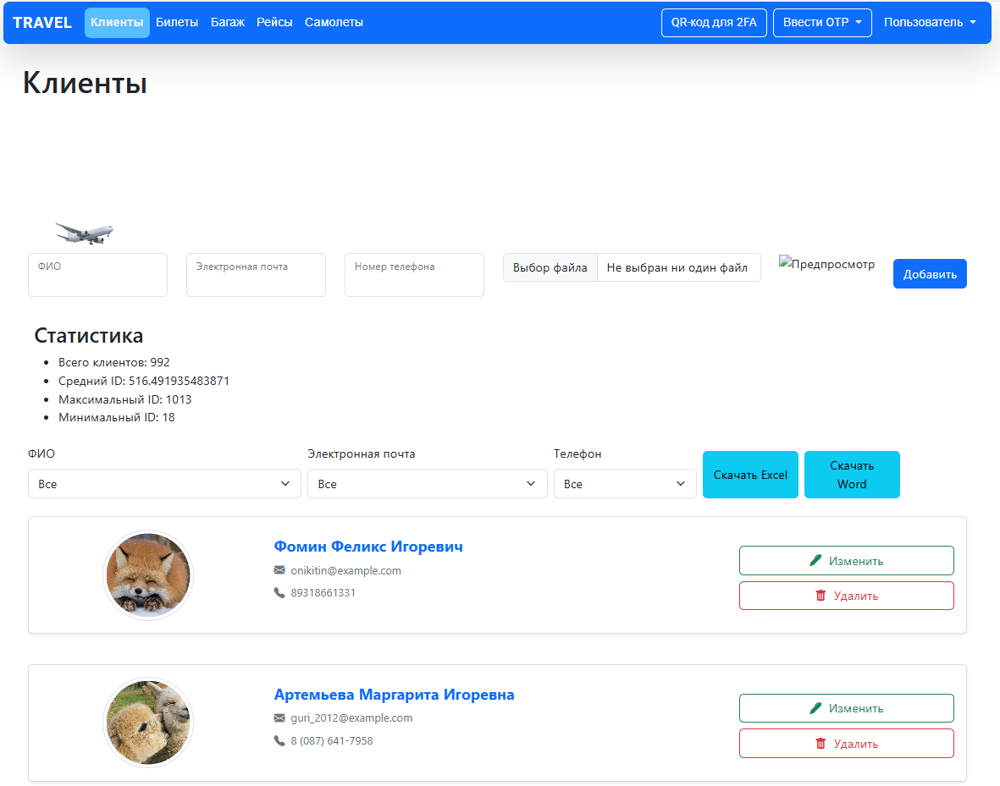 TRAVEL Клиенты Билеты Багаж Рейсы Самолеты QR-код для 2FA Ввести OTP Пользователь
Клиенты
ФИО Электронная почта Номер телефона Выбор файла Не выбран ни один файл Предпросмотр Добавить
Статистика
Всего клиентов: 992
Средний ID: 516.491935483871
Максимальный ID: 1013
Минимальный ID: 18
ФИО Электронная почта Телефон
Все Все Все Скачать Excel Скачать
Word
Фомин Феликс Игоревич
onikitin@example.com
89318661331
Изменить
Удалить
Артемьева Маргарита Игоревна
guri_2012@example.com
8 (087) 641-7958
Изменить
Удалить